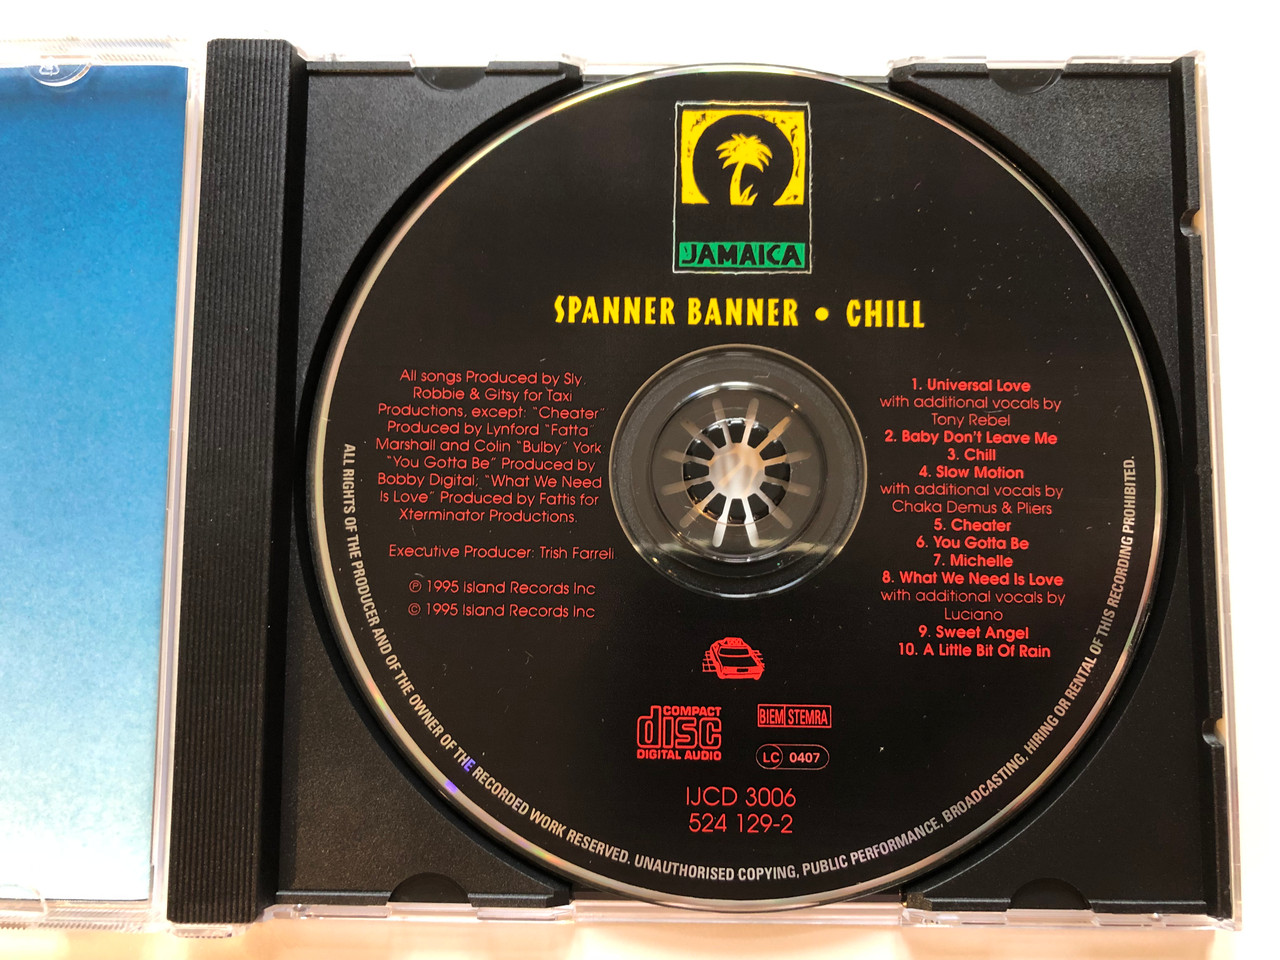 JAMAICA
SPANNER BANNER • CHILL
All songs Produced by Sly,
Robbie & Gitsy for Taxi
Productions, except: "Cheater"
Produced by Lynford "Fatta"
Marshall and Colin "Bulby" York
"You Gotta Be" Produced by
Bobby Digital; "What We Need
Is Love" Produced by Fattis for
Xterminator Productions.
Executive Producer: Trish Farrell
℗ 1995 Island Records Inc
© 1995 Island Records Inc
1. Universal Love
with additional vocals by
Tony Rebel
2. Baby Don't Leave Me
3. Chill
4. Slow Motion
with additional vocals by
Chaka Demus & Pliers
5. Cheater
6. You Gotta Be
7. Michelle
8. What We Need Is Love
with additional vocals by
Luciano
9. Sweet Angel
10. A Little Bit Of Rain
COMPACT
disc
DIGITAL AUDIO
BIEM STEMRA
LC 0407
IJCD 3006
524 129-2
ALL RIGHTS OF THE PRODUCER AND OF THE OWNER OF THE RECORDED WORK RESERVED. UNAUTHORISED COPYING, PUBLIC PERFORMANCE, BROADCASTING, HIRING OR RENTAL OF THIS RECORDING PROHIBITED.